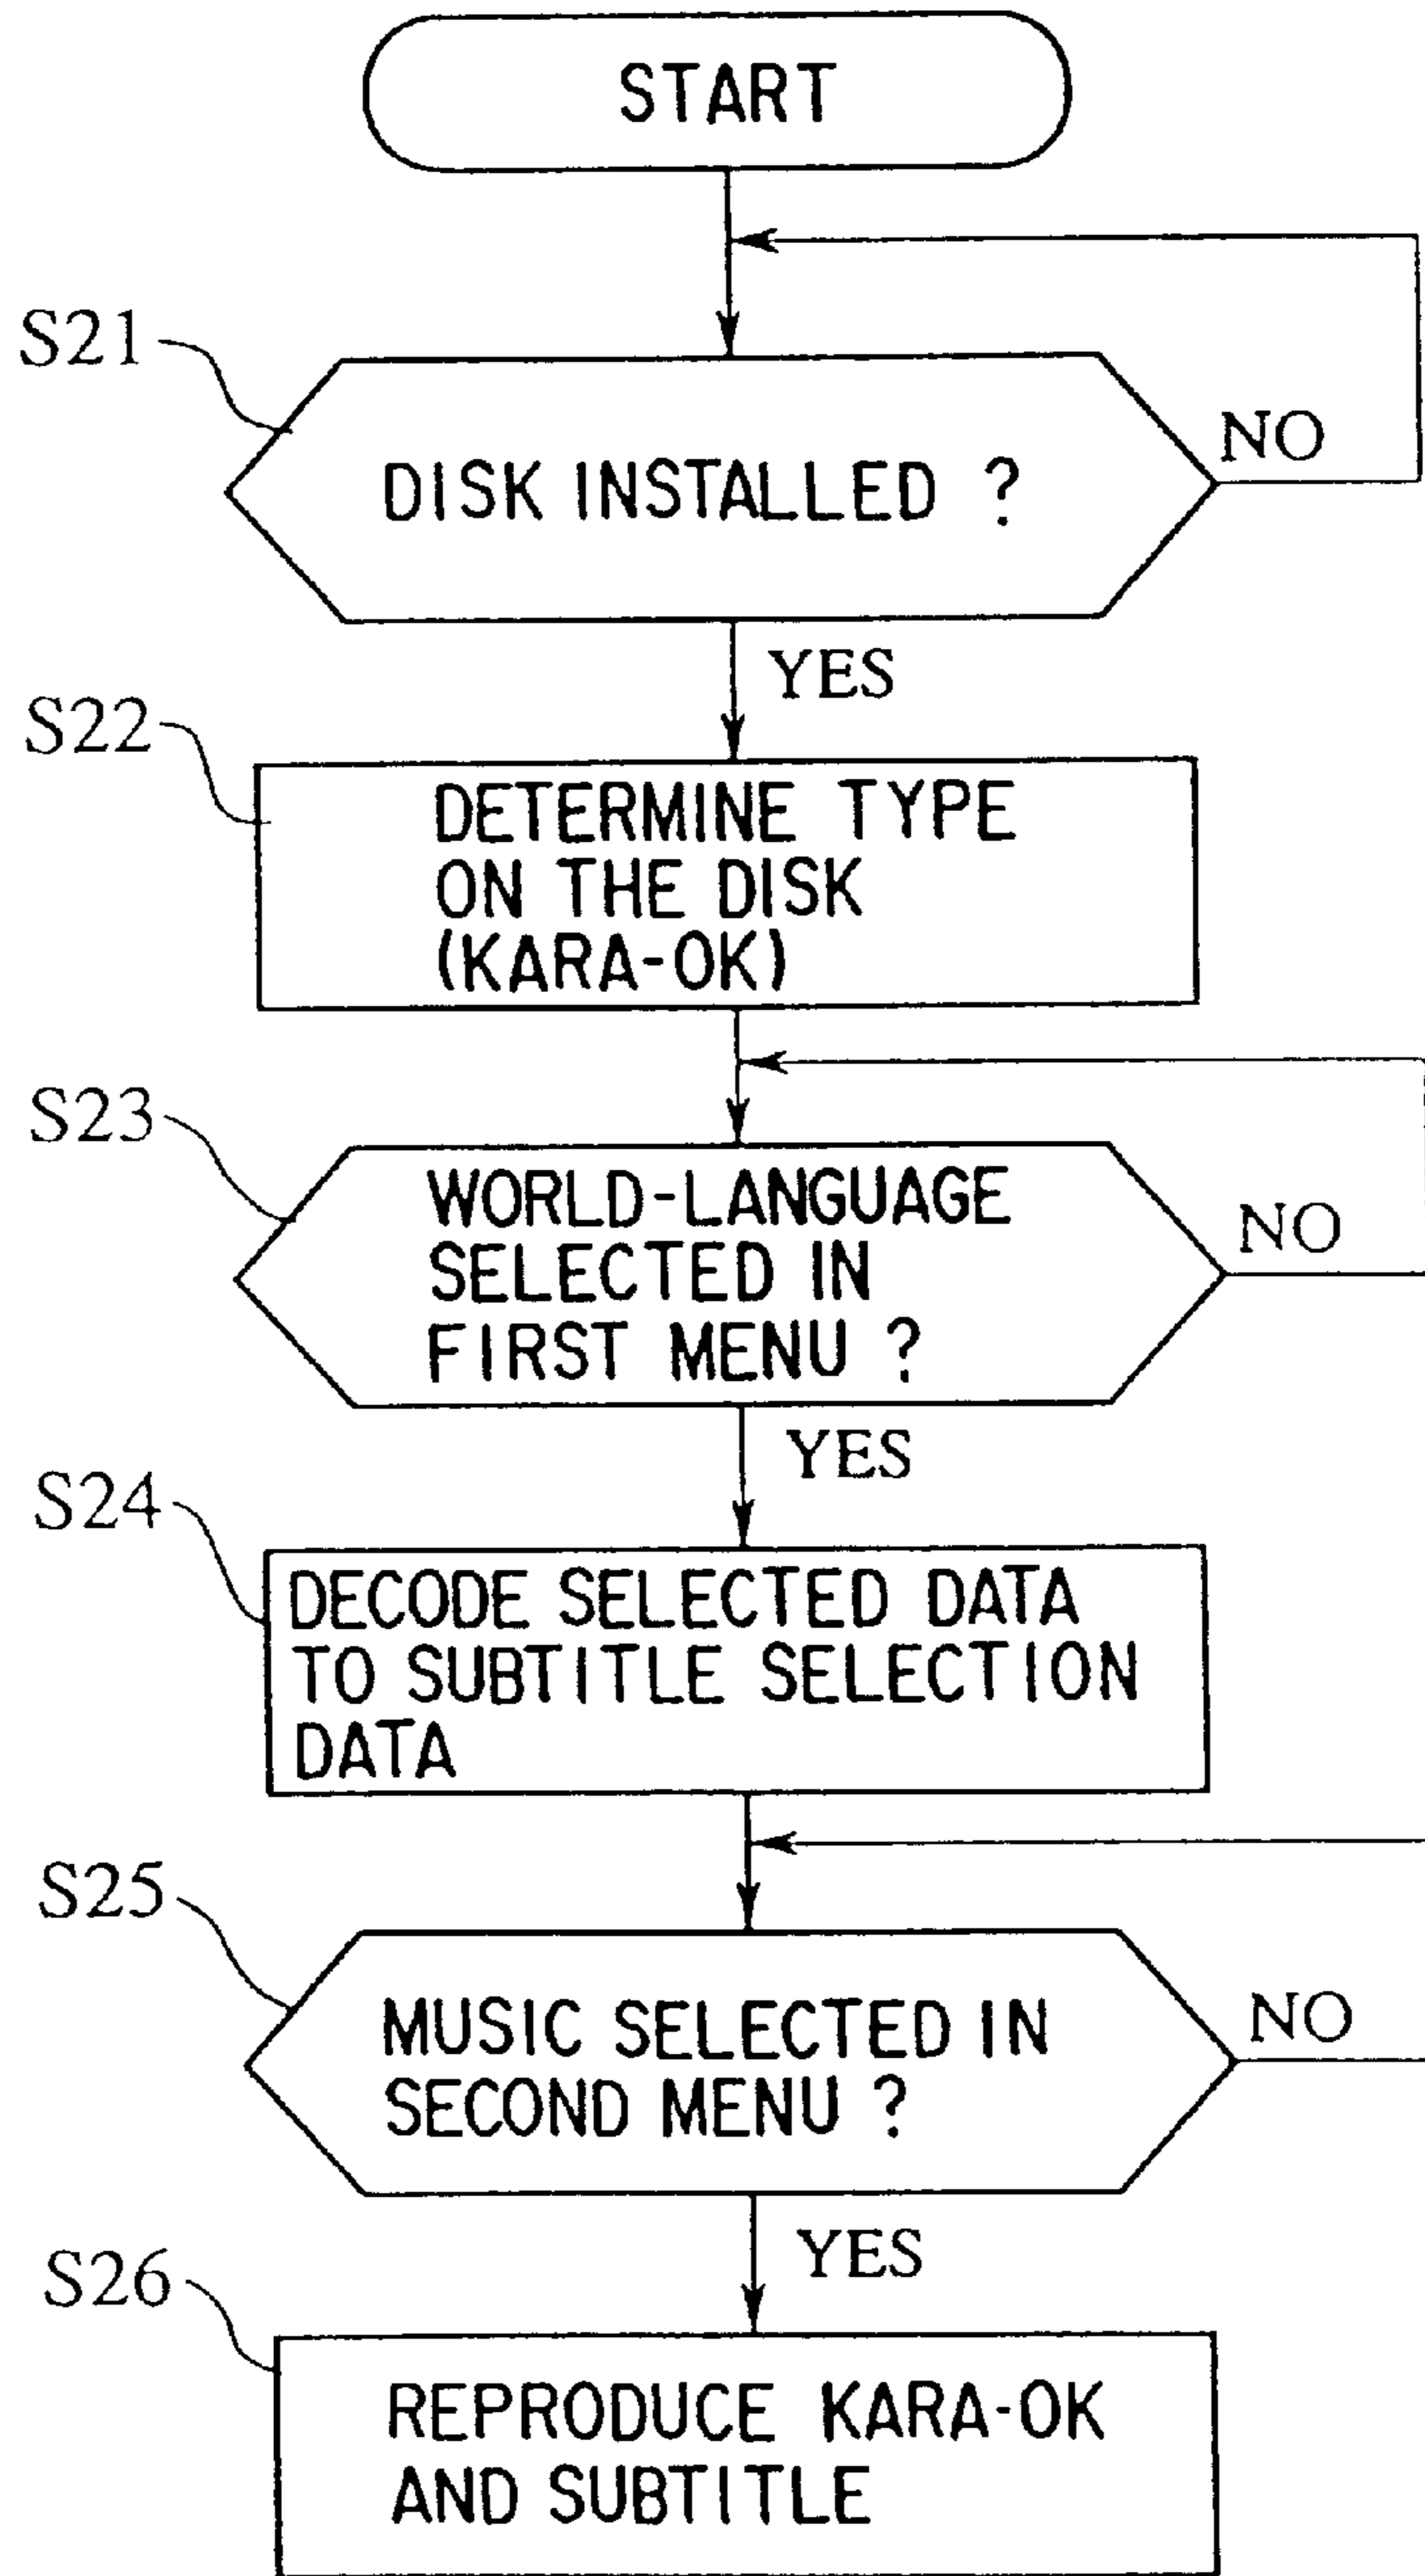 START
S21
DISK INSTALLED ?
NO
YES
S22
DETERMINE TYPE
ON THE DISK
(KARA-OK)
S23
WORLD-LANGUAGE
SELECTED IN
FIRST MENU ?
NO
YES
S24
DECODE SELECTED DATA
TO SUBTITLE SELECTION
DATA
S25
MUSIC SELECTED IN
SECOND MENU ?
NO
YES
S26
REPRODUCE KARA-OK
AND SUBTITLE